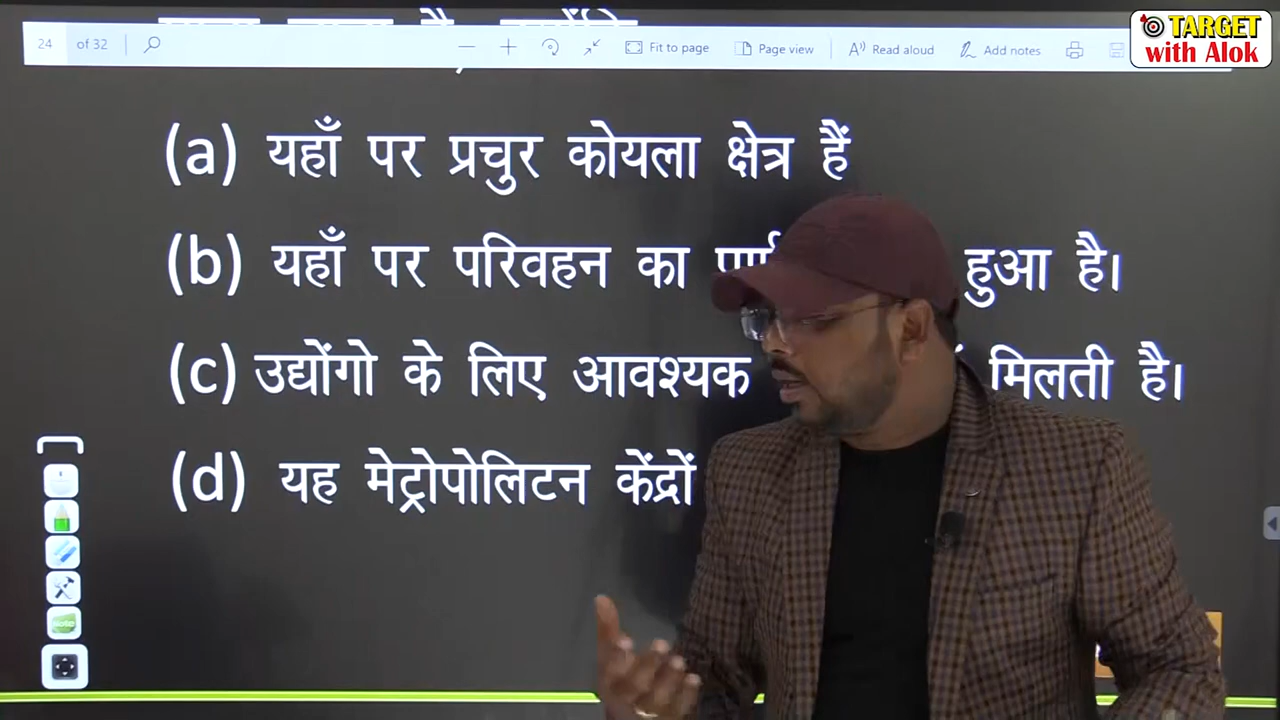 24 of 32 Fit to page Page view Read aloud Add notes
TARGET
with Alok
(a) यहाँ पर प्रचुर कोयला क्षेत्र हैं
(b) यहाँ पर परिवहन का हुआ है।
(c) उद्योंगो के लिए आवश्यक मिलती है।
(d) यह मेट्रोपोलिटन केंद्रों